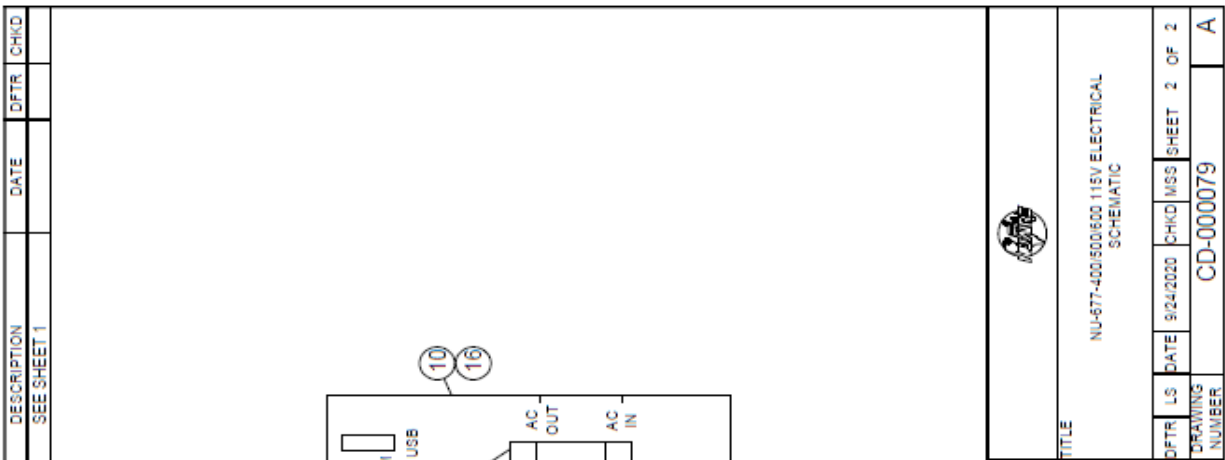 DESCRIPTION DATE DFTR CHKD
SEE SHEET 1
10
16
USB
AC
OUT
AC
IN
TITLE
NU-677-400/500/600 115V ELECTRICAL
SCHEMATIC
DFTR LS DATE 9/24/2020 CHKD MSS SHEET 2 OF 2
DRAWING
NUMBER
CD-000079 A